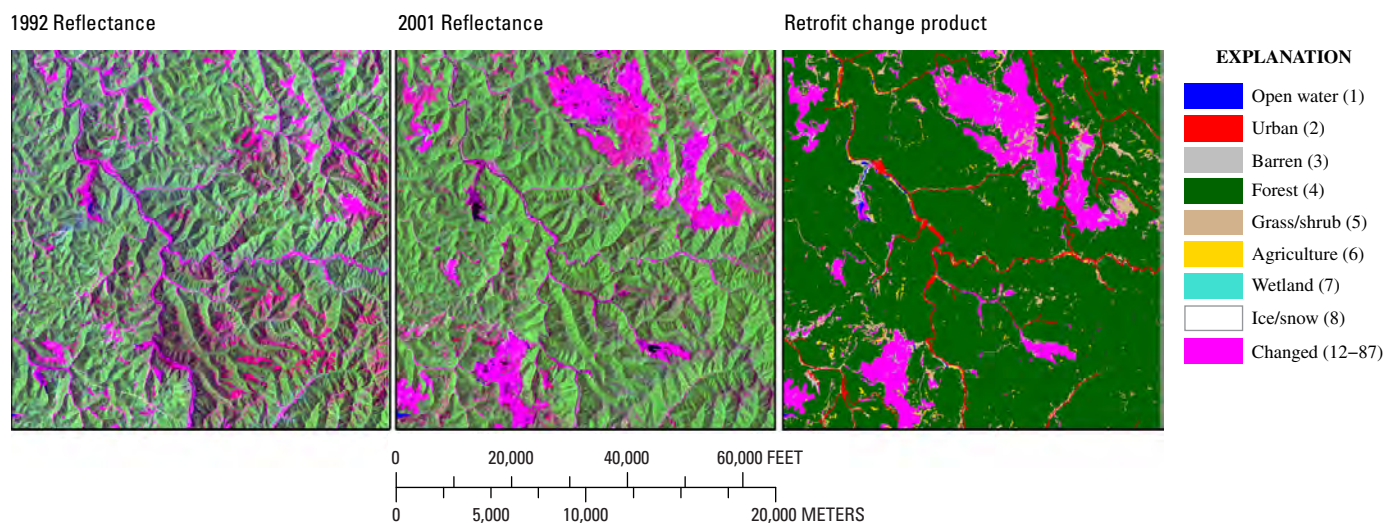 1992 Reflectance
2001 Reflectance
Retrofit change product
EXPLANATION
Open water (1)
Urban (2)
Barren (3)
Forest (4)
Grass/shrub (5)
Agriculture (6)
Wetland (7)
Ice/snow (8)
Changed (12–87)
0 20,000 40,000 60,000 FEET
0 5,000 10,000 20,000 METERS